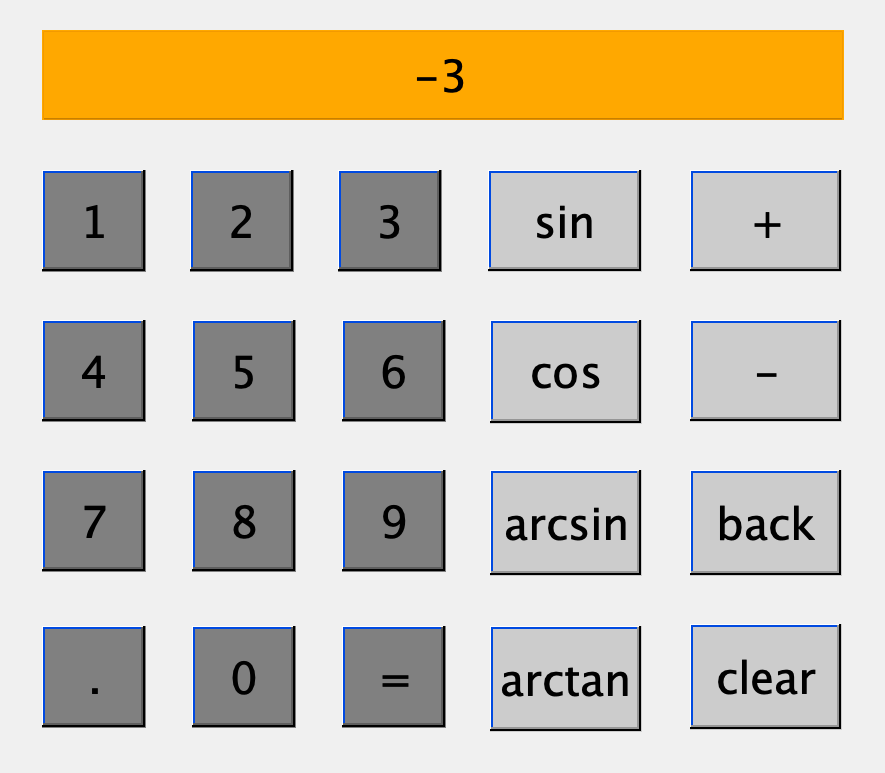 -3
1 2 3 sin +
4 5 6 cos -
7 8 9 arcsin back
. 0 = arctan clear